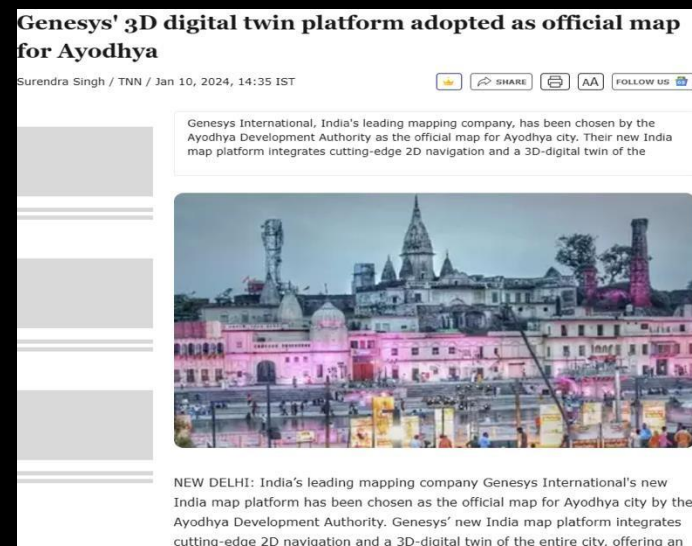 Genesys' 3D digital twin platform adopted as official map
for Ayodhya
Surendra Singh / TNN / Jan 10, 2024, 14:35 IST
SHARE
AA
FOLLOW US
Genesys International, India's leading mapping company, has been chosen by the
Ayodhya Development Authority as the official map for Ayodhya city. Their new India
map platform integrates cutting-edge 2D navigation and a 3D-digital twin of the
NEW DELHI: India's leading mapping company Genesys International's new
India map platform has been chosen as the official map for Ayodhya city by the
Ayodhya Development Authority. Genesys' new India map platform integrates
cutting-edge 2D navigation and a 3D-digital twin of the entire city, offering an